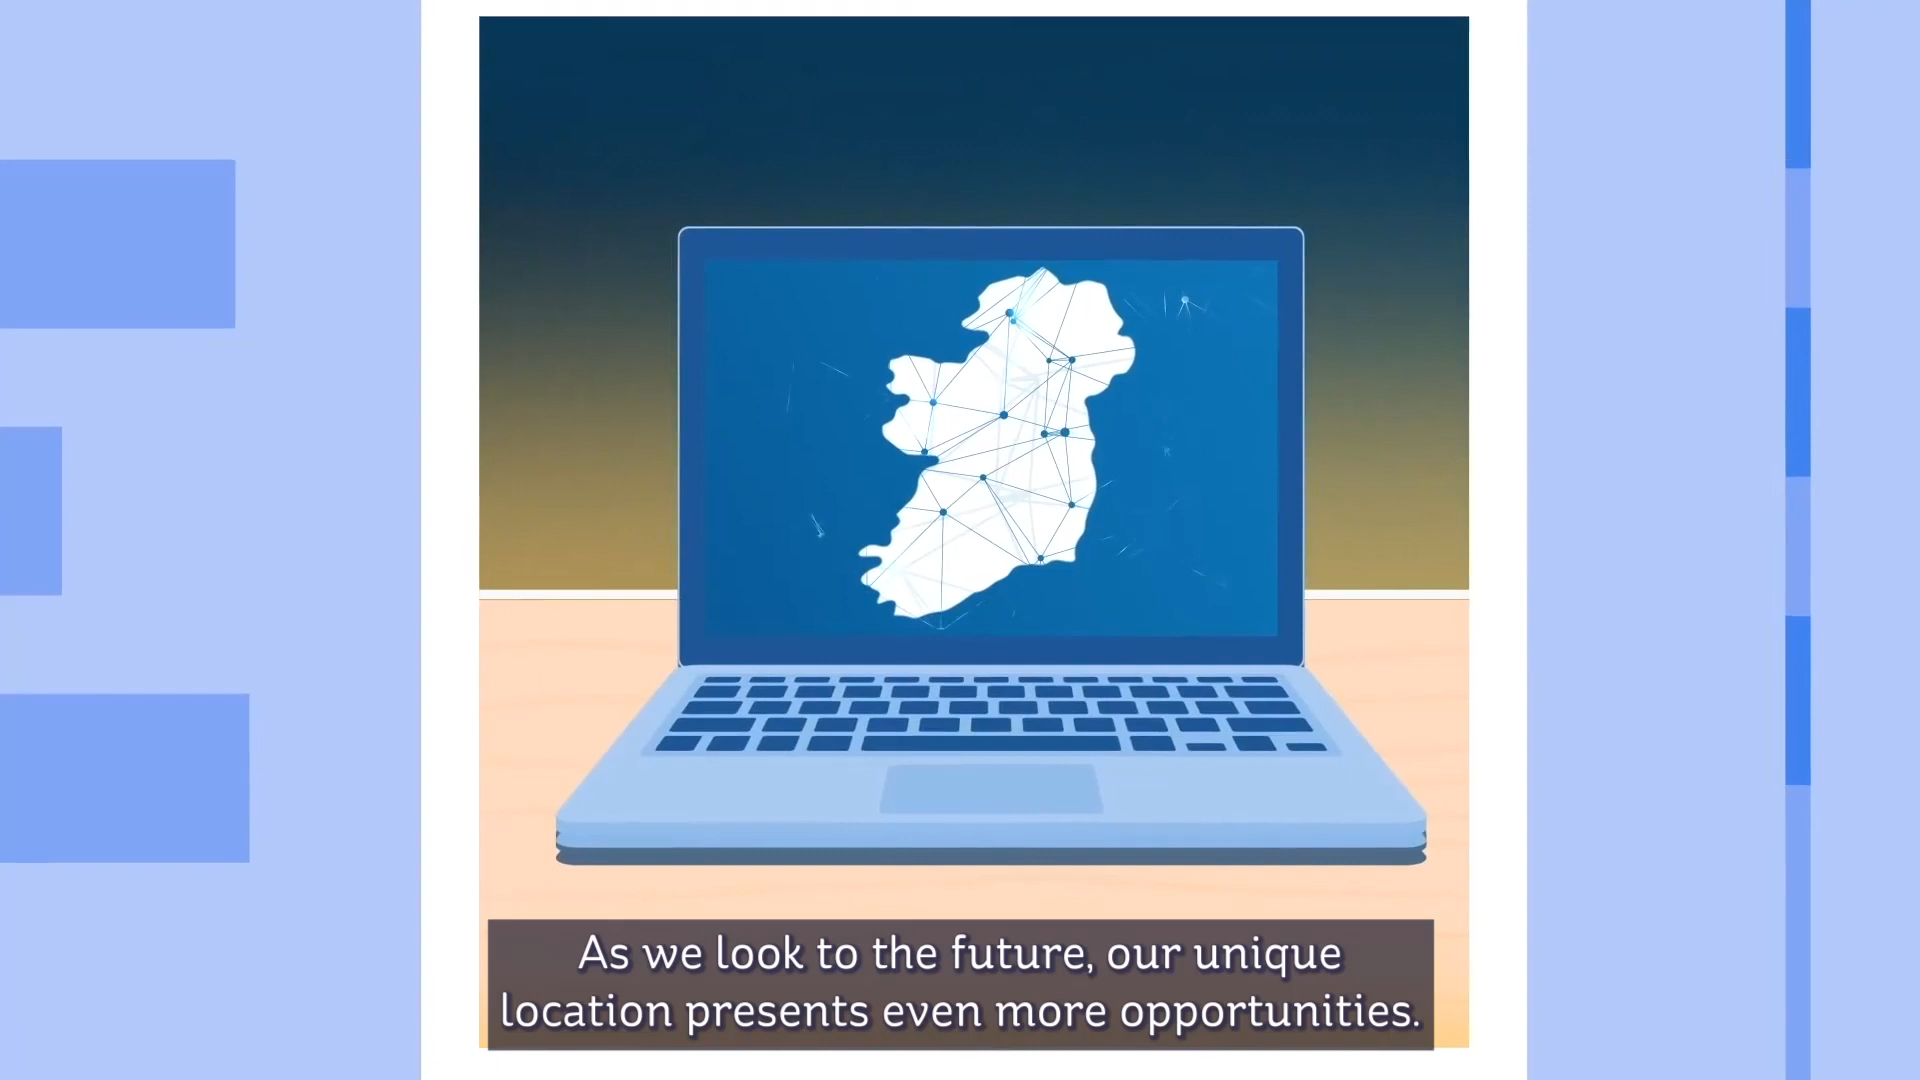 As we look to the future, our unique
location presents even more opportunities.